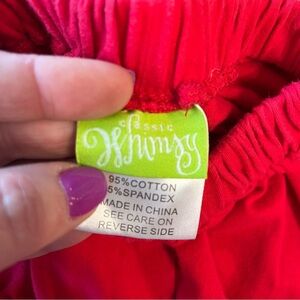 classic
Whimsy
95%COTTON
5%SPANDEX
MADE IN CHINA
SEE CARE ON
REVERSE SIDE